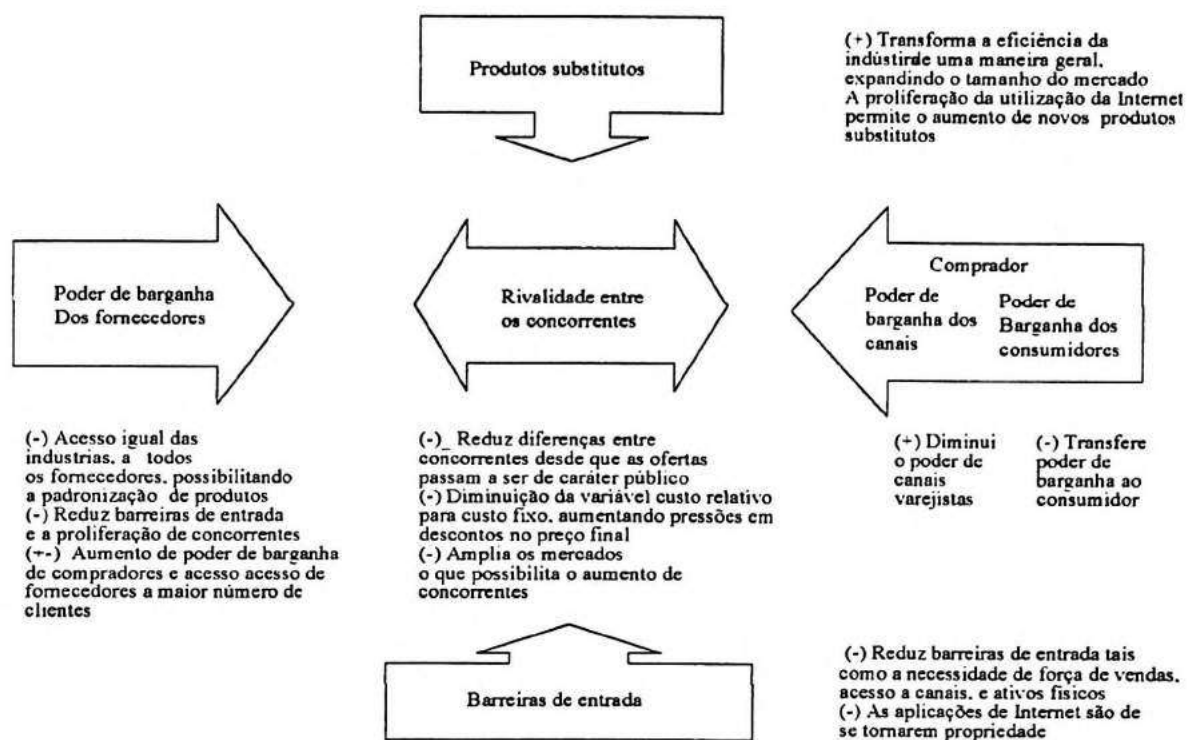 Produtos substitutos
(+) Transforma a eficiência da
indústirde uma maneira geral,
expandindo o tamanho do mercado
A proliferação da utilização da Internet
permite o aumento de novos produtos
substitutos
Poder de barganha
Dos fornecedores
Rivalidade entre
os concorrentes
Comprador
Poder de
barganha dos
canais
Poder de
Barganha dos
consumidores
(-) Acesso igual das
industrias, a todos
os fornecedores, possibilitando
a padronização de produtos
(-) Reduz barreiras de entrada
e a proliferação de concorrentes
(+-) Aumento de poder de barganha
de compradores e acesso acesso de
fornecedores a maior número de
clientes
(-)_ Reduz diferenças entre
concorrentes desde que as ofertas
passam a ser de caráter público
(-) Diminuição da variável custo relativo
para custo fixo, aumentando pressões em
descontos no preço final
(-) Amplia os mercados
o que possibilita o aumento de
concorrentes
(+) Diminui
o poder de
canais
varejistas
(-) Transfere
poder de
barganha ao
consumidor
Barreiras de entrada
(-) Reduz barreiras de entrada tais
como a necessidade de força de vendas,
acesso a canais, e ativos fisicos
(-) As aplicações de Internet são de
se tornarem propriedade